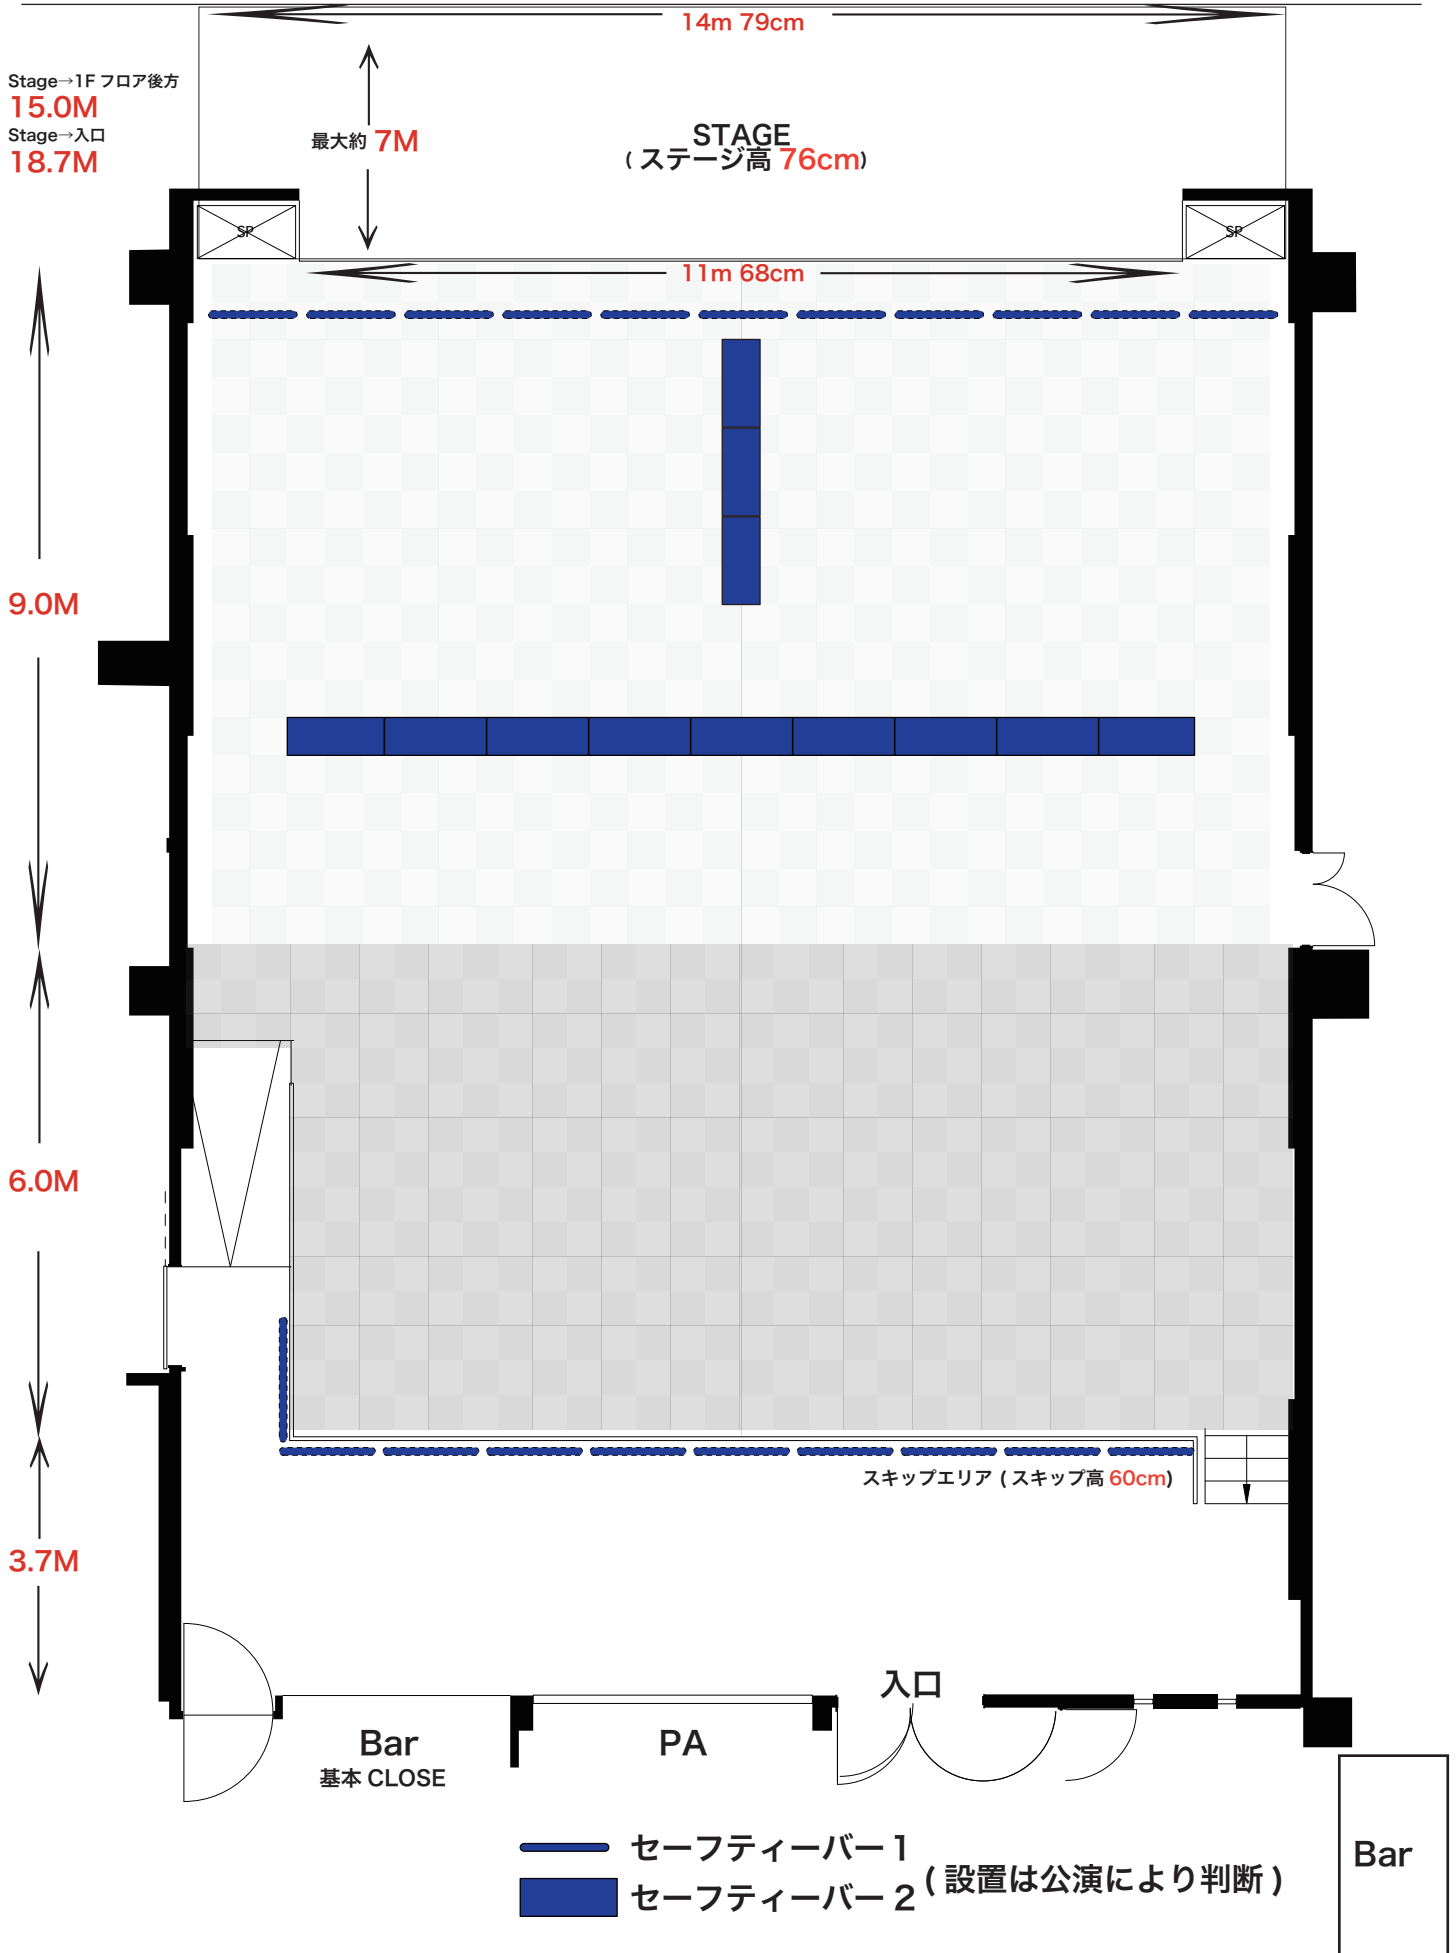 14m 79cm
Stage→1F フロア後方
15.0M
Stage→入口
18.7M
最大約 7M
STAGE
( ステージ高 76cm)
SP
SP
11m 68cm
9.0M
6.0M
スキップエリア ( スキップ高 60cm)
3.7M
入口
Bar
基本 CLOSE
PA
セーフティーバー 1
セーフティーバー 2
( 設置は公演により判断 )
Bar